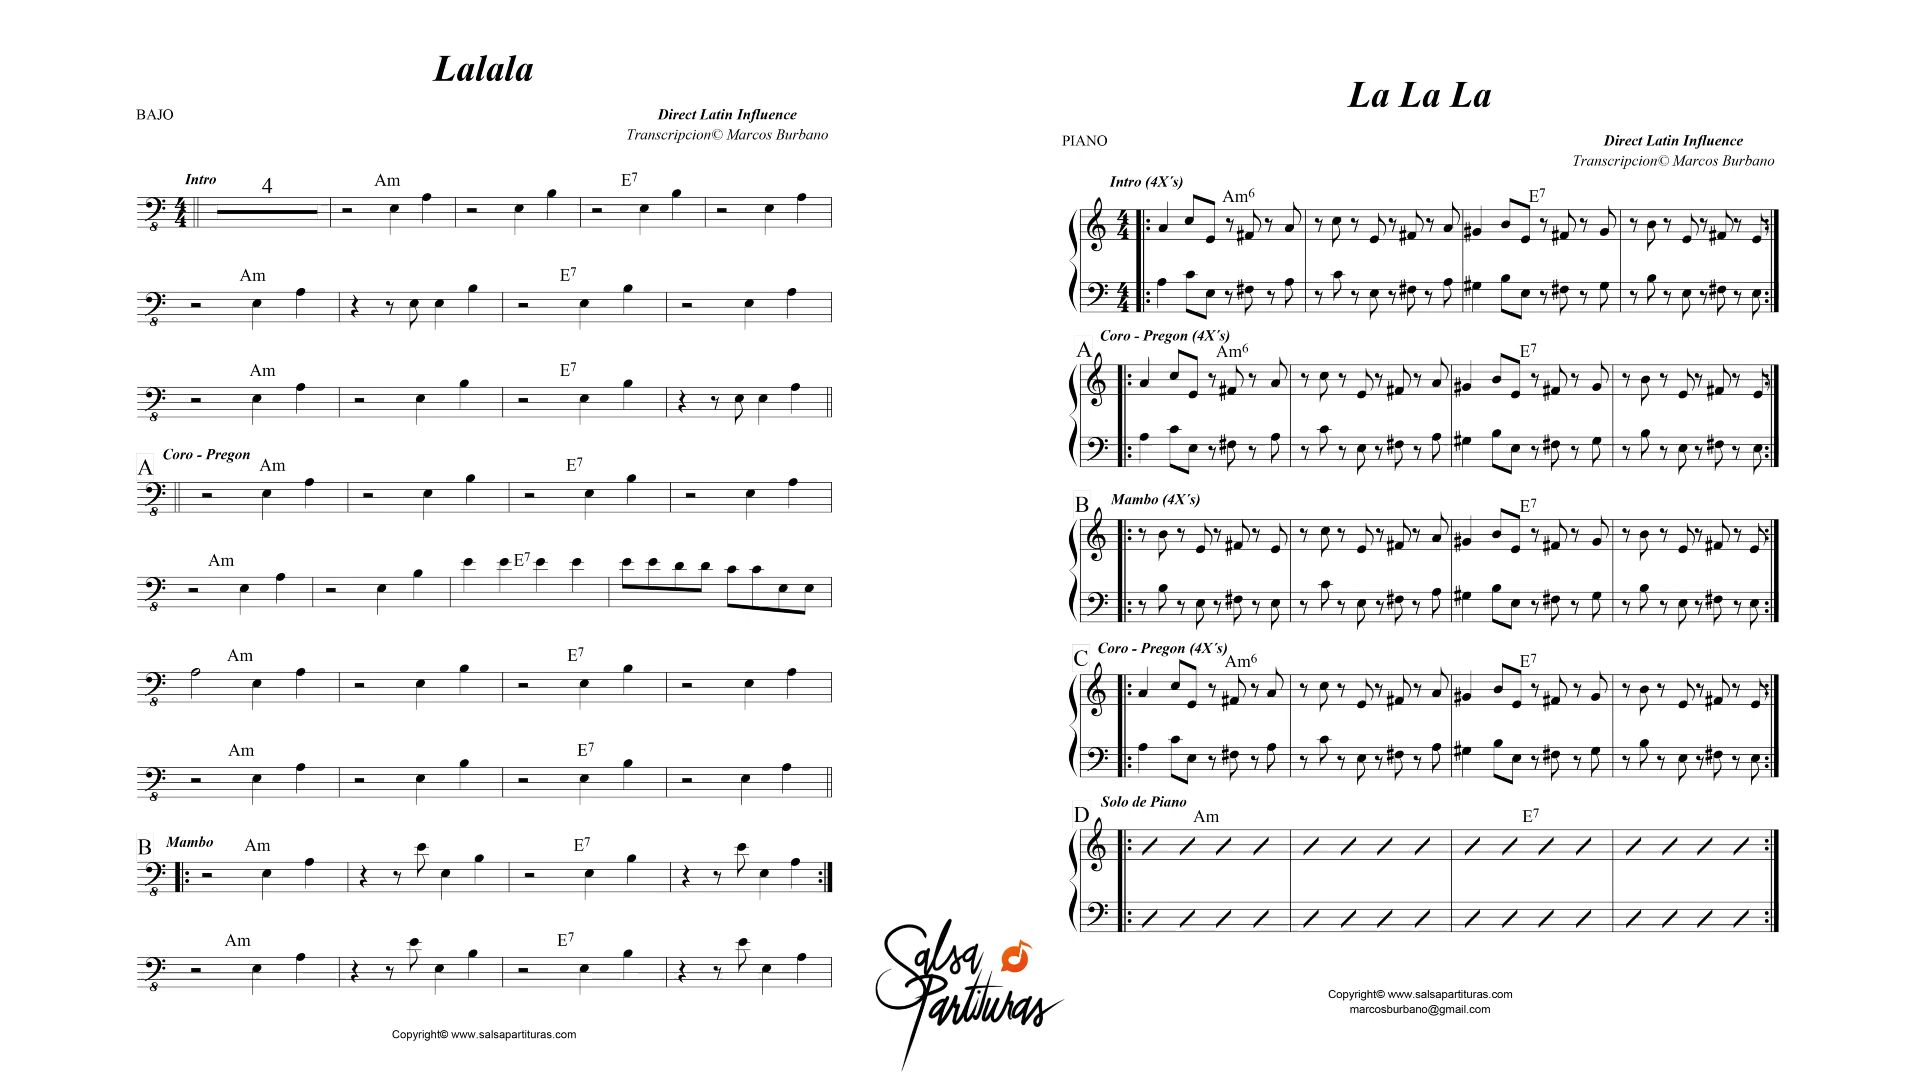 Lalala
BAJO
Direct Latin Influence
Transcripcion© Marcos Burbano
Intro
4
Am E7
Am E7
Am E7
A Coro - Pregon
Am E7
Am E7
Am E7
Am E7
B Mambo Am E7
Am E7
Copyright© www.salsapartituras.com
La La La
PIANO
Direct Latin Influence
Transcripcion© Marcos Burbano
Intro (4X´s)
Am6 E7
A Coro - Pregon (4X´s)
Am6 E7
B Mambo (4X´s)
E7
C Coro - Pregon (4X´s)
Am6 E7
D Solo de Piano
Am E7
Copyright© www.salsapartituras.com
marcosburbano@gmail.com
Salsa
Partituras